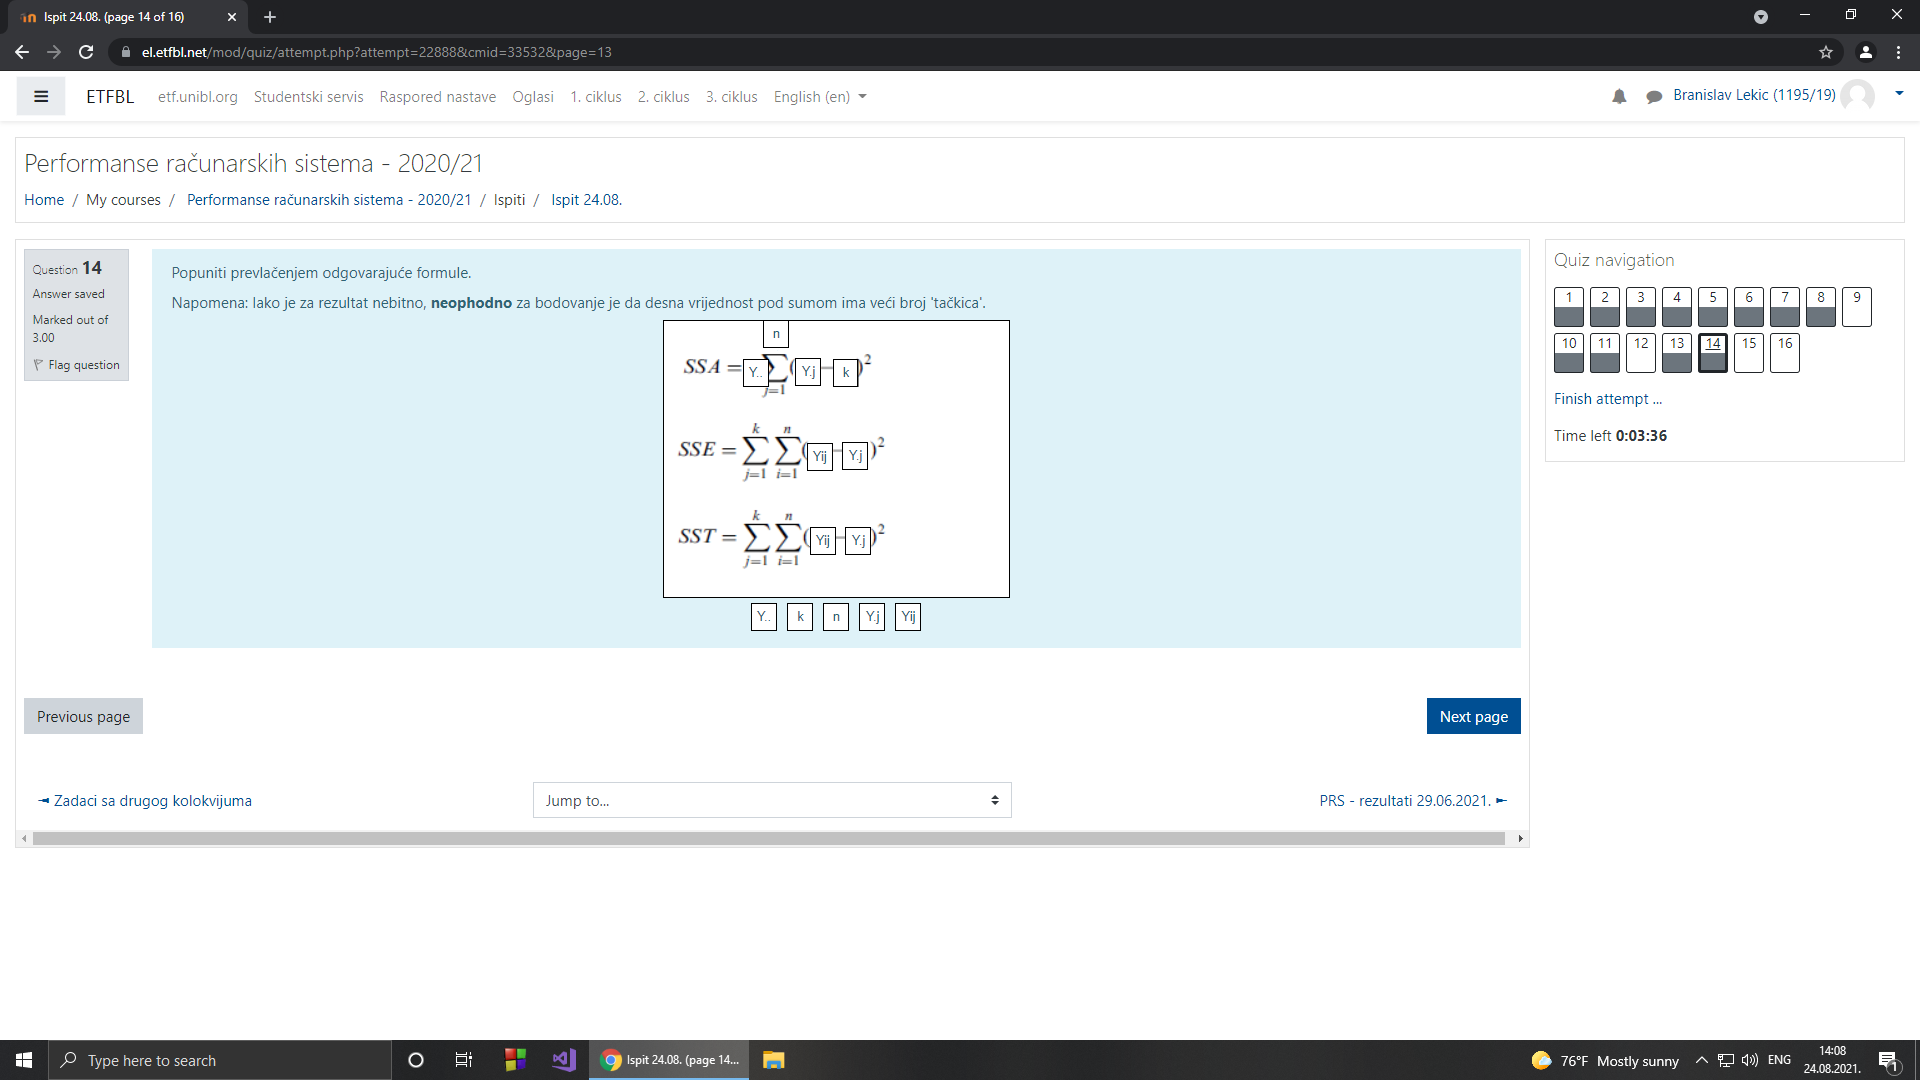 Ispit 24.08. (page 14 of 16)
el.etfbl.net/mod/quiz/attempt.php?attempt=22888&cmid=33532&page=13
ETFBL etf.unibl.org Studentski servis Raspored nastave Oglasi 1. ciklus 2. ciklus 3. ciklus English (en) Branislav Lekic (1195/19)
Performanse računarskih sistema - 2020/21
Home / My courses / Performanse računarskih sistema - 2020/21 / Ispiti / Ispit 24.08.
Question 14
Answer saved
Marked out of
3.00
Flag question
Popuniti prevlačenjem odgovarajuće formule.
Napomena: Iako je za rezultat nebitno, neophodno za bodovanje je da desna vrijednost pod sumom ima veći broj 'tačkica'.
n
SSA = Y.. ∑ ( Y.j − k )²
j=1
k n
SSE = ∑ ∑ ( Yij − Y.j )²
j=1 i=1
k n
SST = ∑ ∑ ( Yij − Y.j )²
j=1 i=1
Y.. k n Y.j Yij
Previous page
Next page
Zadaci sa drugog kolokvijuma
Jump to...
PRS - rezultati 29.06.2021.
Quiz navigation
1 2 3 4 5 6 7 8 9
10 11 12 13 14 15 16
Finish attempt ...
Time left 0:03:36
Type here to search
Ispit 24.08. (page 14...
76°F Mostly sunny
ENG
14:08
24.08.2021.
1